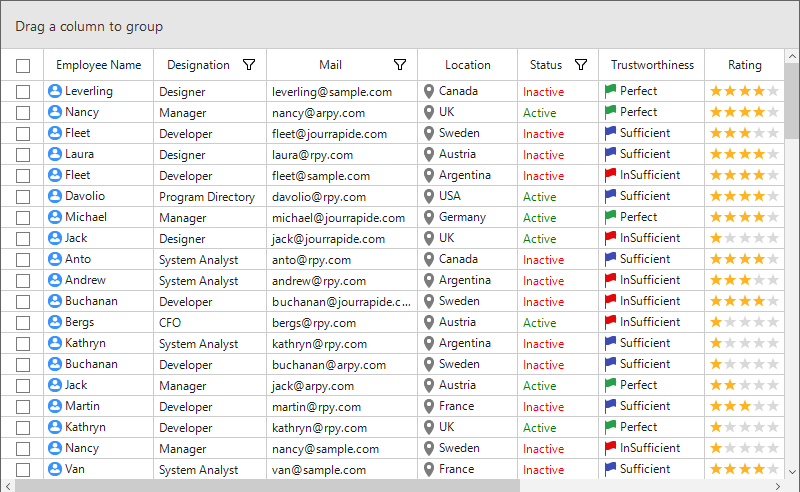 Drag a column to group
Employee Name Designation Mail Location Status Trustworthiness Rating
Leverling Designer leverling@sample.com Canada Inactive Perfect
Nancy Manager nancy@arpy.com UK Active Perfect
Fleet Developer fleet@jourrapide.com Sweden Inactive Sufficient
Laura Designer laura@rpy.com Austria Inactive Sufficient
Fleet Developer fleet@sample.com Argentina Inactive InSufficient
Davolio Program Directory davolio@rpy.com USA Active Sufficient
Michael Manager michael@jourrapide.com Germany Active Perfect
Jack Designer jack@jourrapide.com UK Active InSufficient
Anto System Analyst anto@rpy.com Canada Inactive Sufficient
Andrew System Analyst andrew@rpy.com Argentina Inactive InSufficient
Buchanan Developer buchanan@jourrapide.c... Sweden Inactive InSufficient
Bergs CFO bergs@rpy.com Austria Active InSufficient
Kathryn System Analyst kathryn@rpy.com Argentina Inactive Sufficient
Buchanan Developer buchanan@arpy.com Sweden Inactive Sufficient
Jack Manager jack@arpy.com Austria Active Perfect
Martin Developer martin@rpy.com France Inactive Sufficient
Kathryn Developer kathryn@rpy.com UK Active Perfect
Nancy Manager nancy@sample.com Sweden Inactive InSufficient
Van System Analyst van@sample.com France Inactive Sufficient